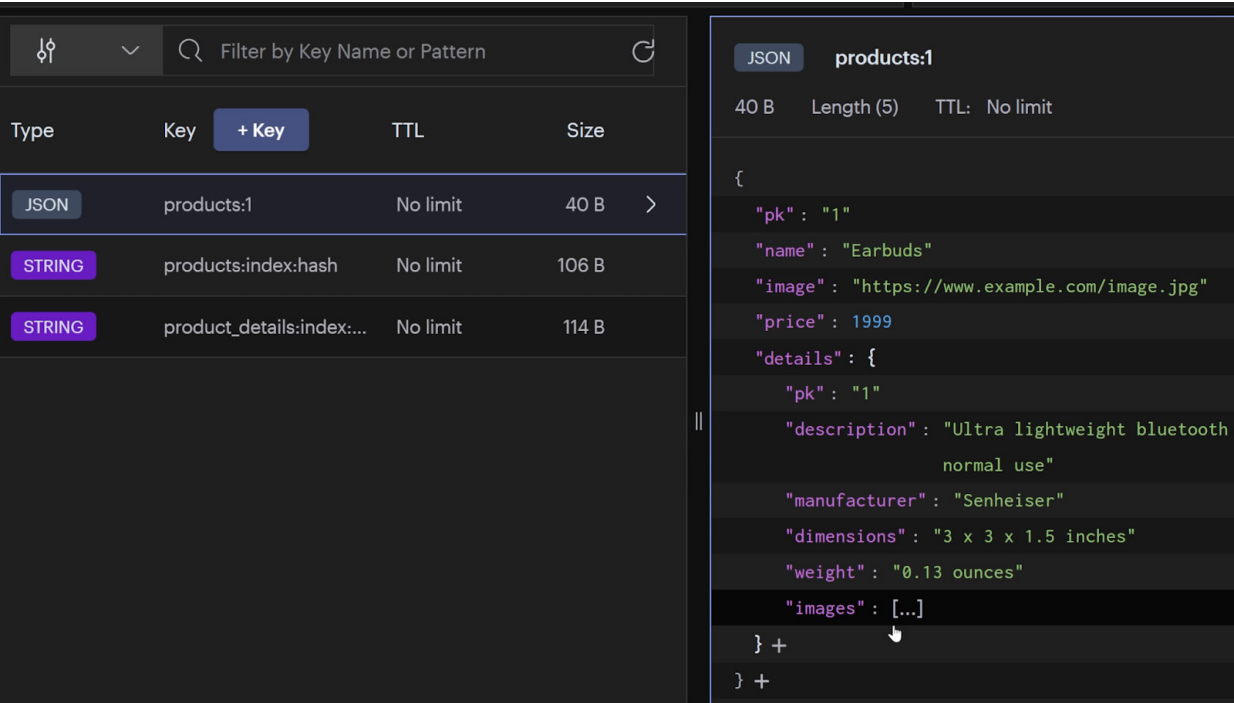 Filter by Key Name or Pattern
Type Key + Key TTL Size
JSON products:1 No limit 40 B
STRING products:index:hash No limit 106 B
STRING product_details:index:... No limit 114 B
JSON products:1
40 B Length (5) TTL: No limit
{
"pk" : "1"
"name" : "Earbuds"
"image" : "https://www.example.com/image.jpg"
"price" : 1999
"details" : {
"pk" : "1"
"description" : "Ultra lightweight bluetooth
normal use"
"manufacturer" : "Senheiser"
"dimensions" : "3 x 3 x 1.5 inches"
"weight" : "0.13 ounces"
"images" : [...]
} +
} +